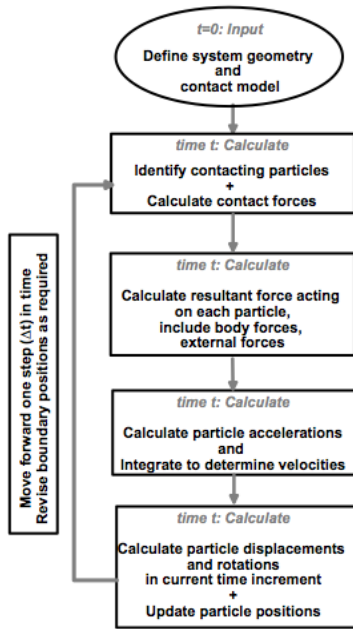 t=0: Input
Define system geometry
and
contact model
time t: Calculate
Identify contacting particles
+
Calculate contact forces
time t: Calculate
Calculate resultant force acting
on each particle,
include body forces,
external forces
time t: Calculate
Calculate particle accelerations
and
Integrate to determine velocities
time t: Calculate
Calculate particle displacements
and rotations
in current time increment
+
Update particle positions
Move forward one step (Δt) in time
Revise boundary positions as required